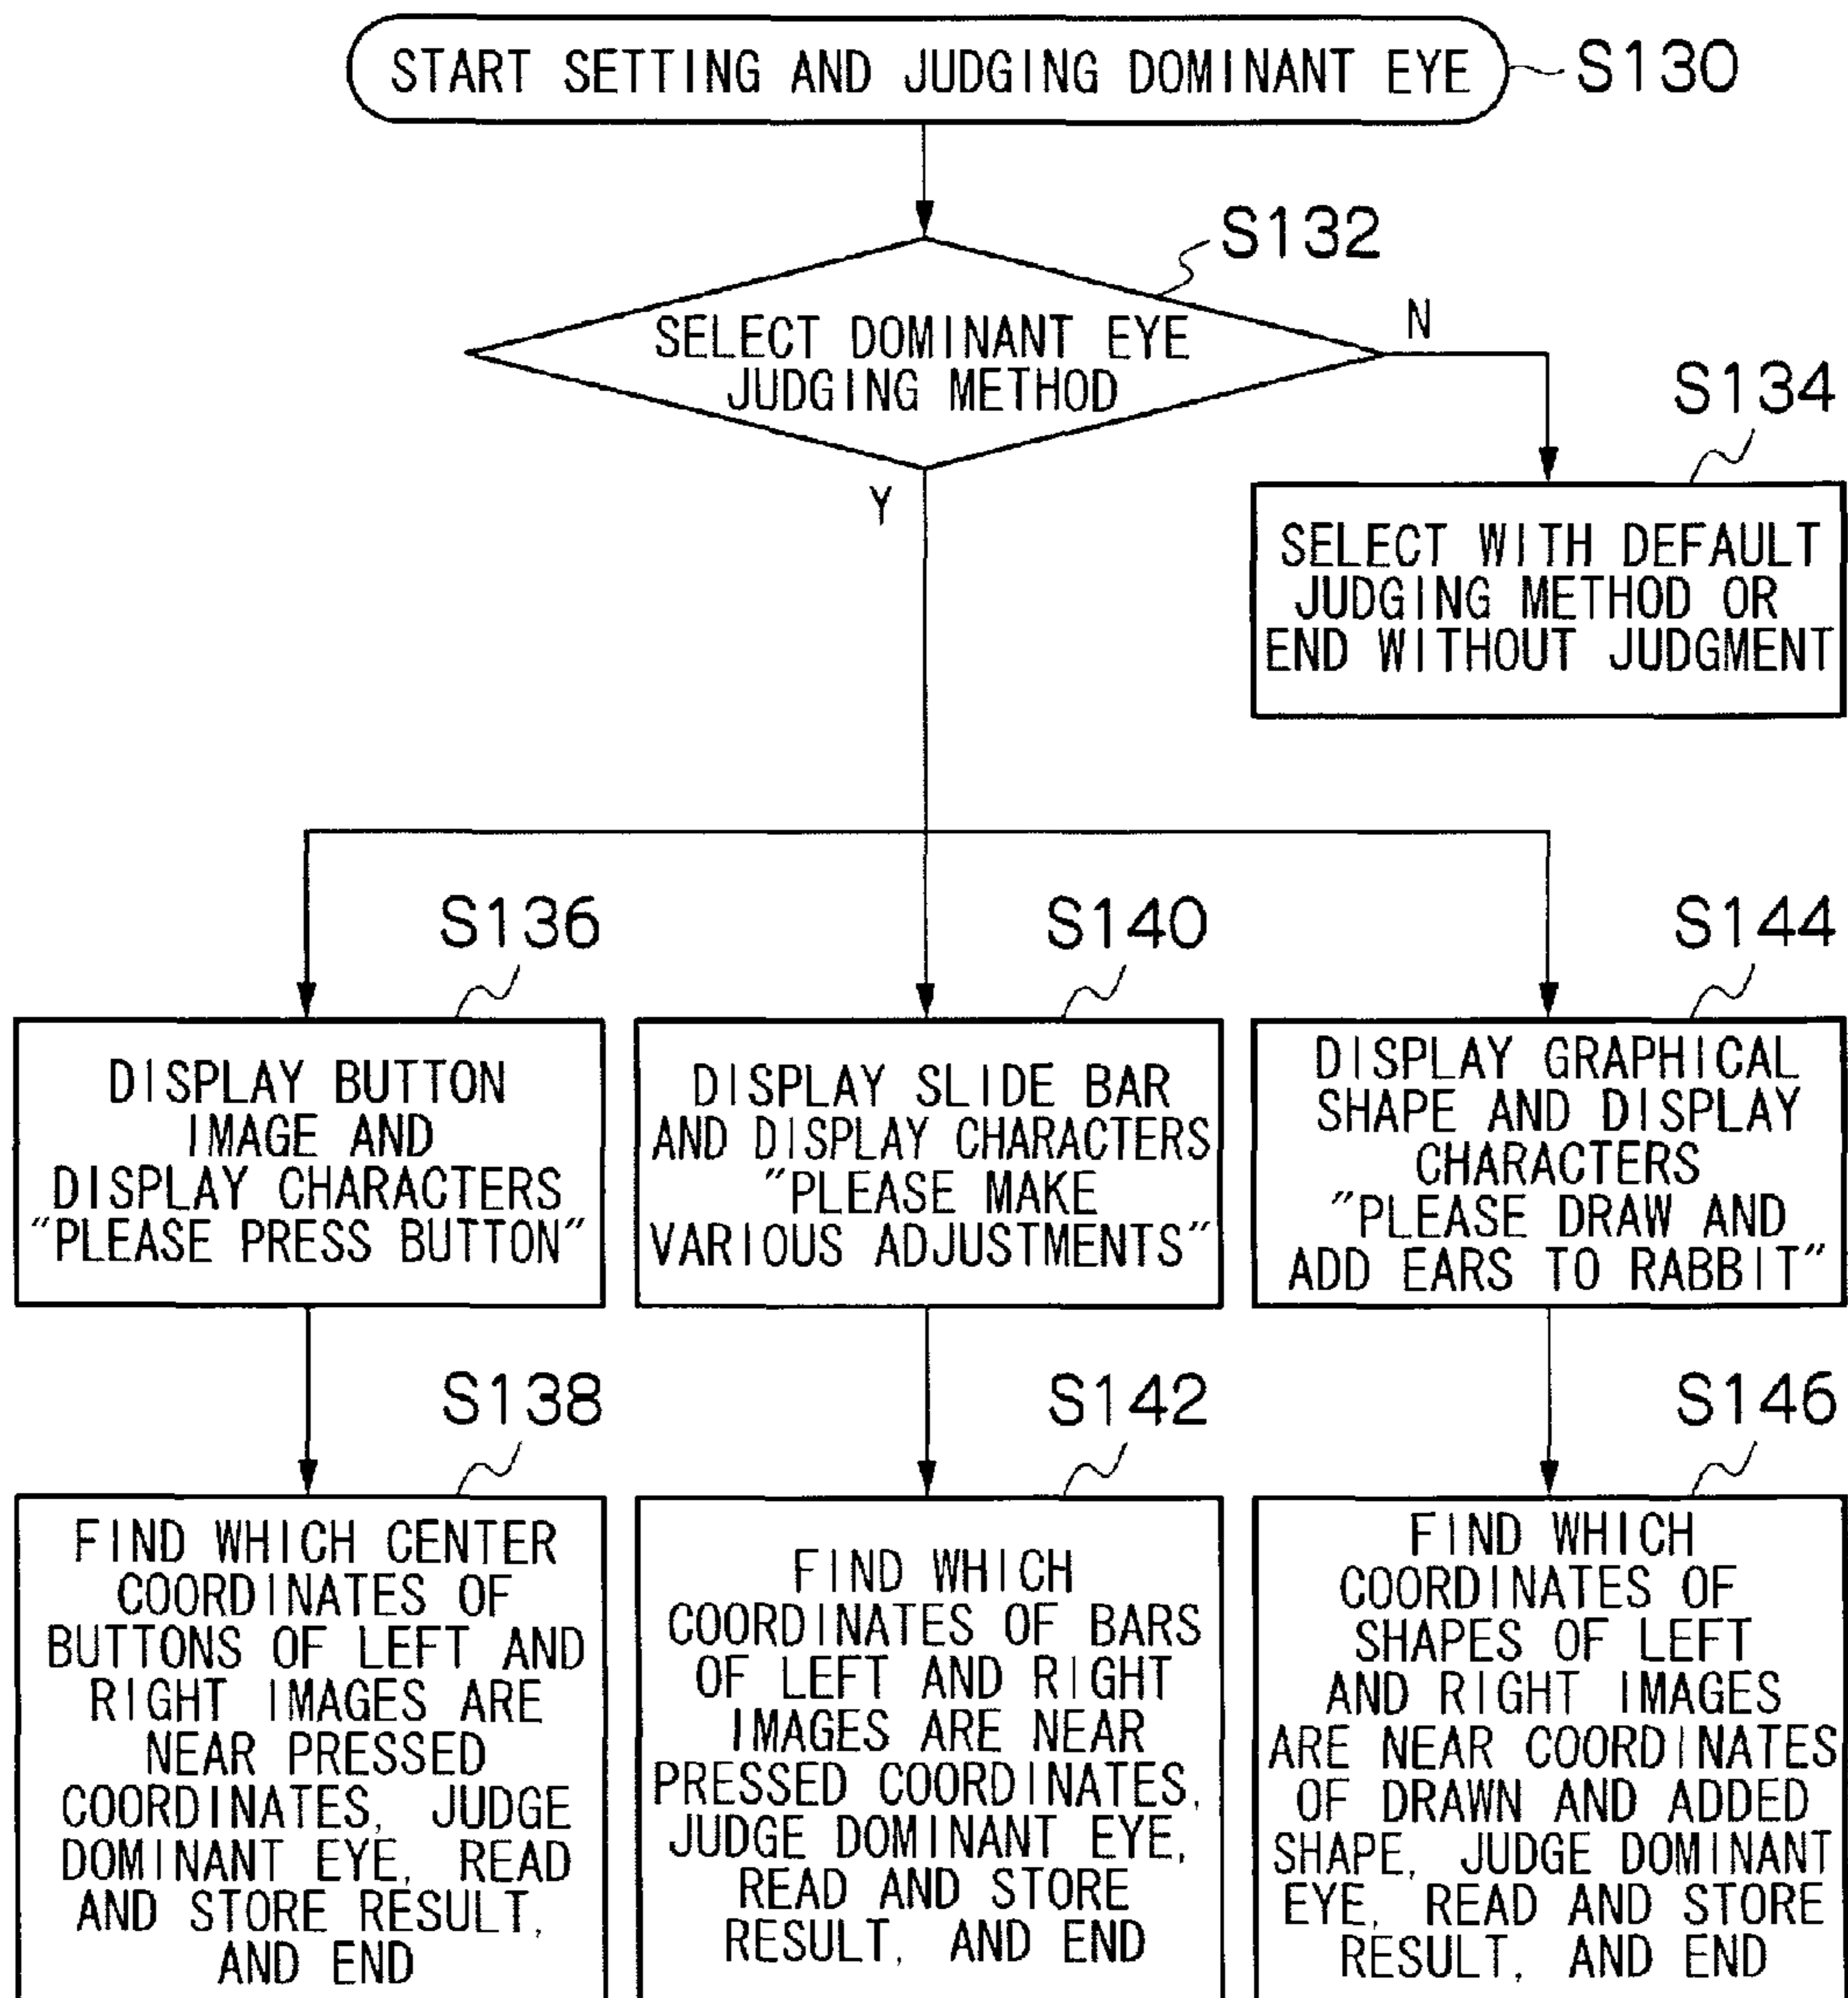 START SETTING AND JUDGING DOMINANT EYE
S130
S132
SELECT DOMINANT EYE
JUDGING METHOD
N
Y
S134
SELECT WITH DEFAULT
JUDGING METHOD OR
END WITHOUT JUDGMENT
S136
DISPLAY BUTTON
IMAGE AND
DISPLAY CHARACTERS
"PLEASE PRESS BUTTON"
S140
DISPLAY SLIDE BAR
AND DISPLAY CHARACTERS
"PLEASE MAKE
VARIOUS ADJUSTMENTS"
S144
DISPLAY GRAPHICAL
SHAPE AND DISPLAY
CHARACTERS
"PLEASE DRAW AND
ADD EARS TO RABBIT"
S138
FIND WHICH CENTER
COORDINATES OF
BUTTONS OF LEFT AND
RIGHT IMAGES ARE
NEAR PRESSED
COORDINATES, JUDGE
DOMINANT EYE, READ
AND STORE RESULT,
AND END
S142
FIND WHICH
COORDINATES OF BARS
OF LEFT AND RIGHT
IMAGES ARE NEAR
PRESSED COORDINATES,
JUDGE DOMINANT EYE,
READ AND STORE
RESULT, AND END
S146
FIND WHICH
COORDINATES OF
SHAPES OF LEFT
AND RIGHT IMAGES
ARE NEAR COORDINATES
OF DRAWN AND ADDED
SHAPE, JUDGE DOMINANT
EYE, READ AND STORE
RESULT, AND END